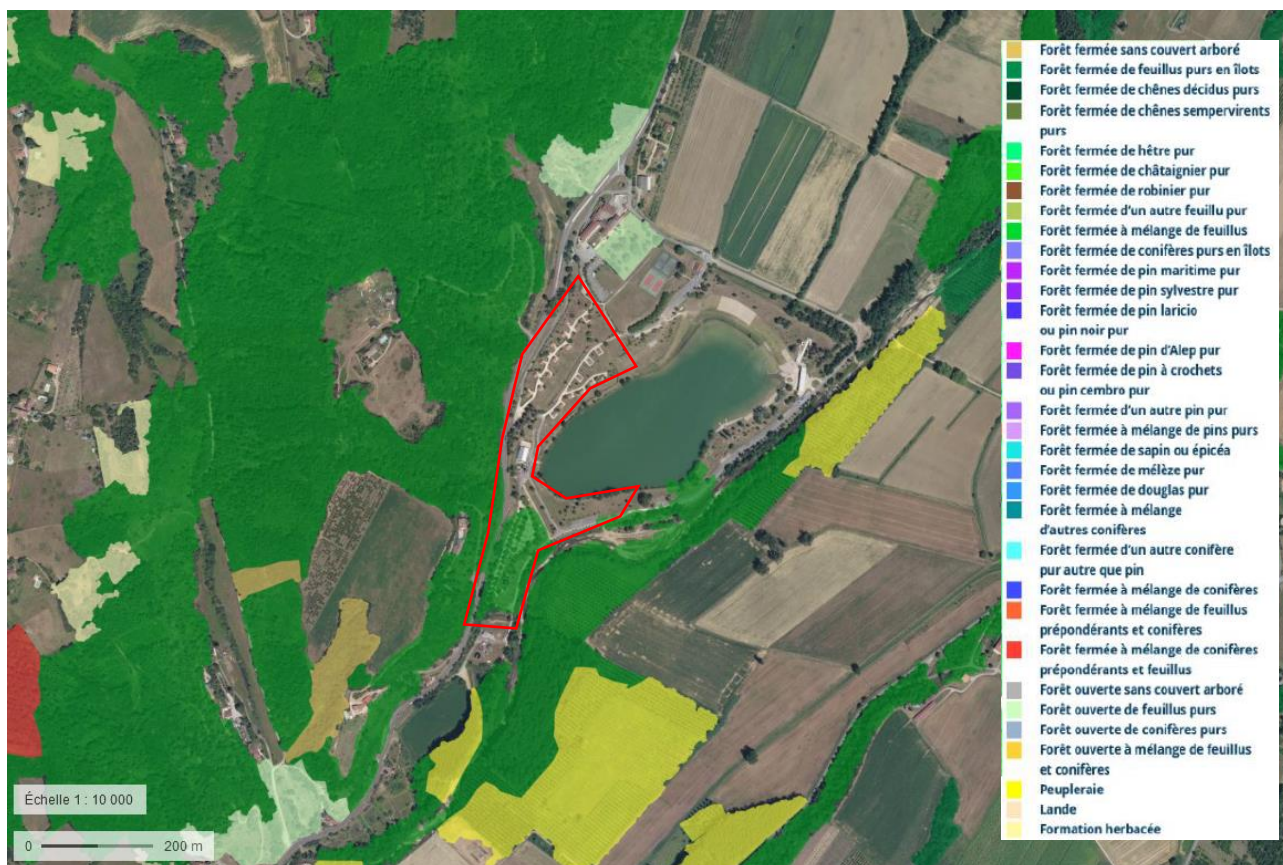 Forêt fermée sans couvert arboré
Forêt fermée de feuillus purs en îlots
Forêt fermée de chênes décidus purs
Forêt fermée de chênes sempervirents
purs
Forêt fermée de hêtre pur
Forêt fermée de châtaignier pur
Forêt fermée de robinier pur
Forêt fermée d'un autre feuillu pur
Forêt fermée à mélange de feuillus
Forêt fermée de conifères purs en îlots
Forêt fermée de pin maritime pur
Forêt fermée de pin sylvestre pur
Forêt fermée de pin laricio
ou pin noir pur
Forêt fermée de pin d'Alep pur
Forêt fermée de pin à crochets
ou pin cembro pur
Forêt fermée d'un autre pin pur
Forêt fermée à mélange de pins purs
Forêt fermée de sapin ou épicéa
Forêt fermée de mélèze pur
Forêt fermée de douglas pur
Forêt fermée à mélange
d'autres conifères
Forêt fermée d'un autre conifère
pur autre que pin
Forêt fermée à mélange de conifères
Forêt fermée à mélange de feuillus
prépondérants et conifères
Forêt fermée à mélange de conifères
prépondérants et feuillus
Forêt ouverte sans couvert arboré
Forêt ouverte de feuillus purs
Forêt ouverte de conifères purs
Forêt ouverte à mélange de feuillus
et conifères
Peupleraie
Lande
Formation herbacée
Échelle 1 : 10 000
0 200 m